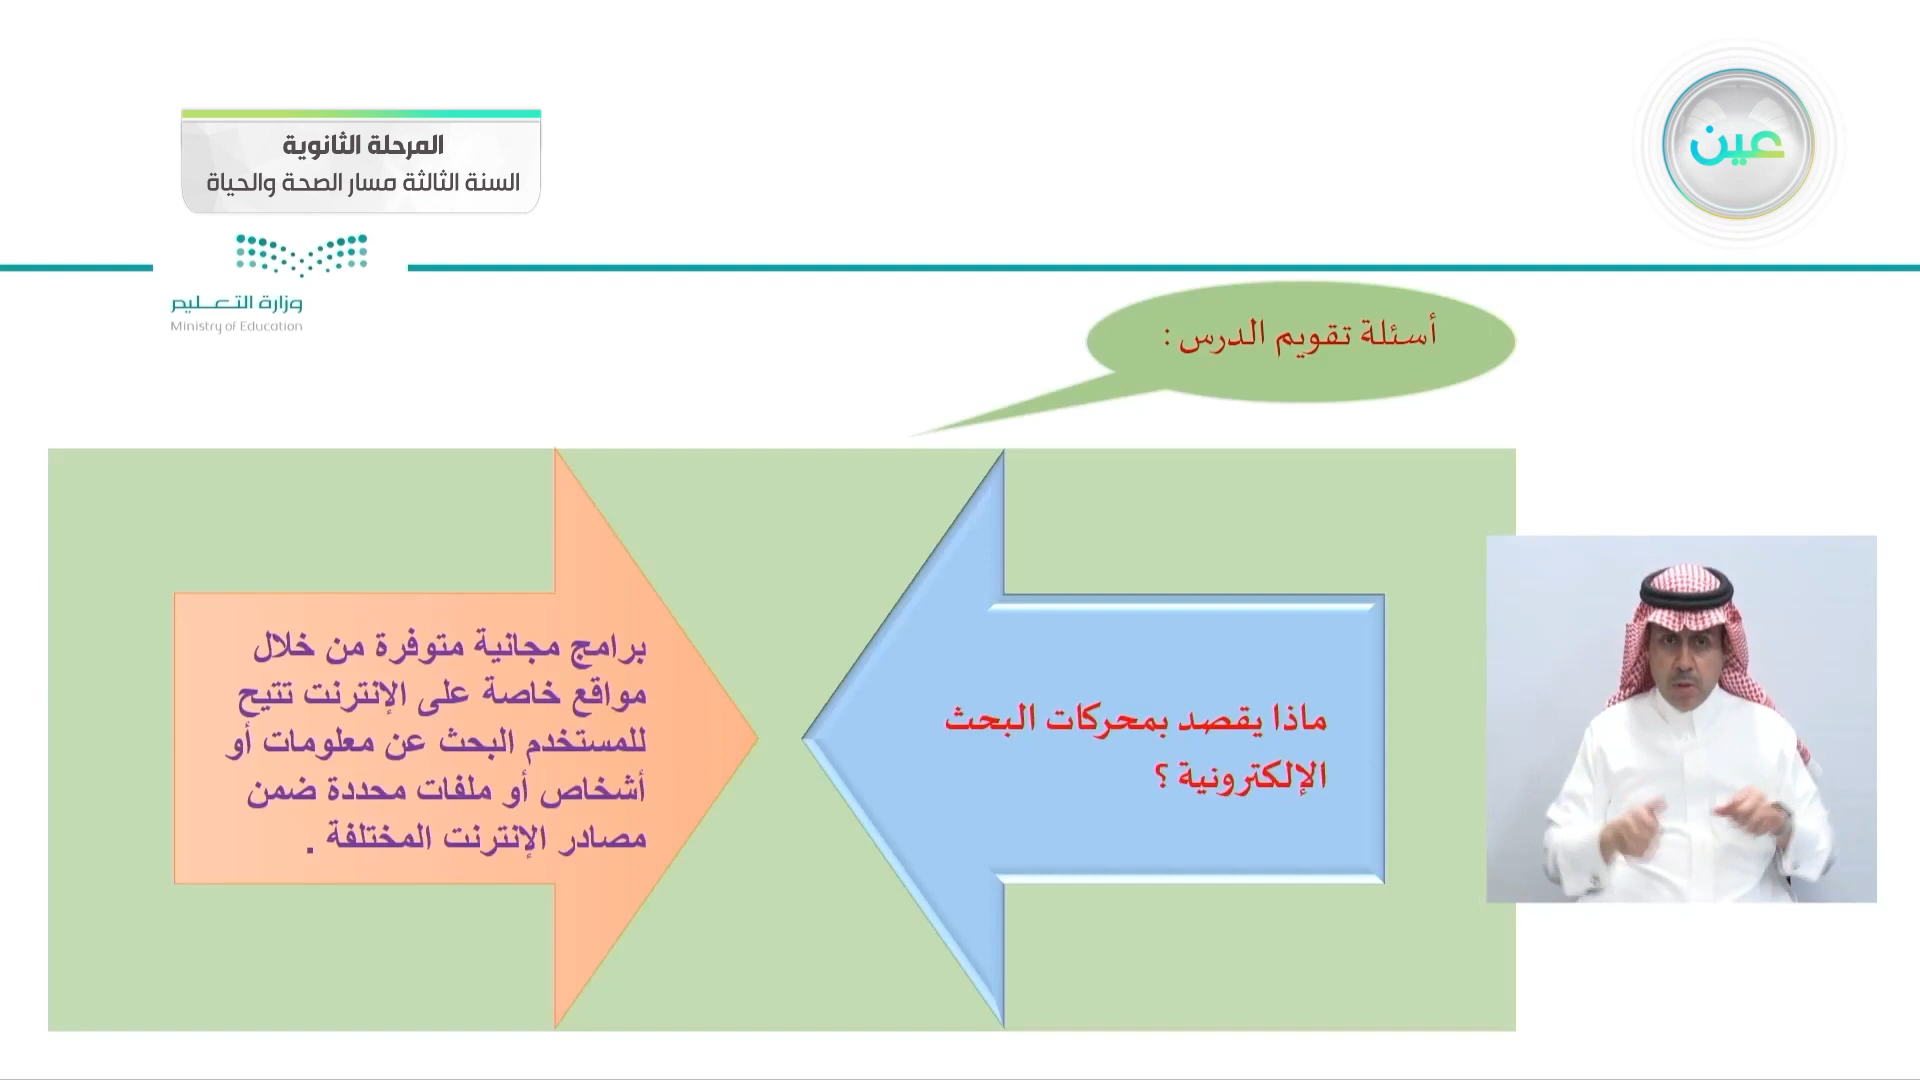 المرحلة الثانوية
السنة الثالثة مسار الصحة والحياة
عين
وزارة التعليم
Ministry of Education
أسئلة تقويم الدرس :
ماذا يقصد بمحركات البحث
الإلكترونية ؟
برامج مجانية متوفرة من خلال
مواقع خاصة على الإنترنت تتيح
للمستخدم البحث عن معلومات أو
أشخاص أو ملفات محددة ضمن
مصادر الإنترنت المختلفة .